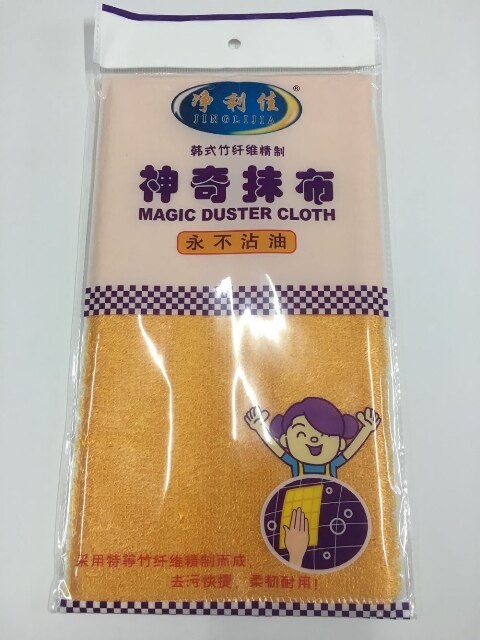 净利佳®
JINGLIJIA
韩式竹纤维精制
神奇抹布
MAGIC DUSTER CLOTH
永不沾油
采用特等竹纤维精制而成
去污快捷，柔韧耐用！